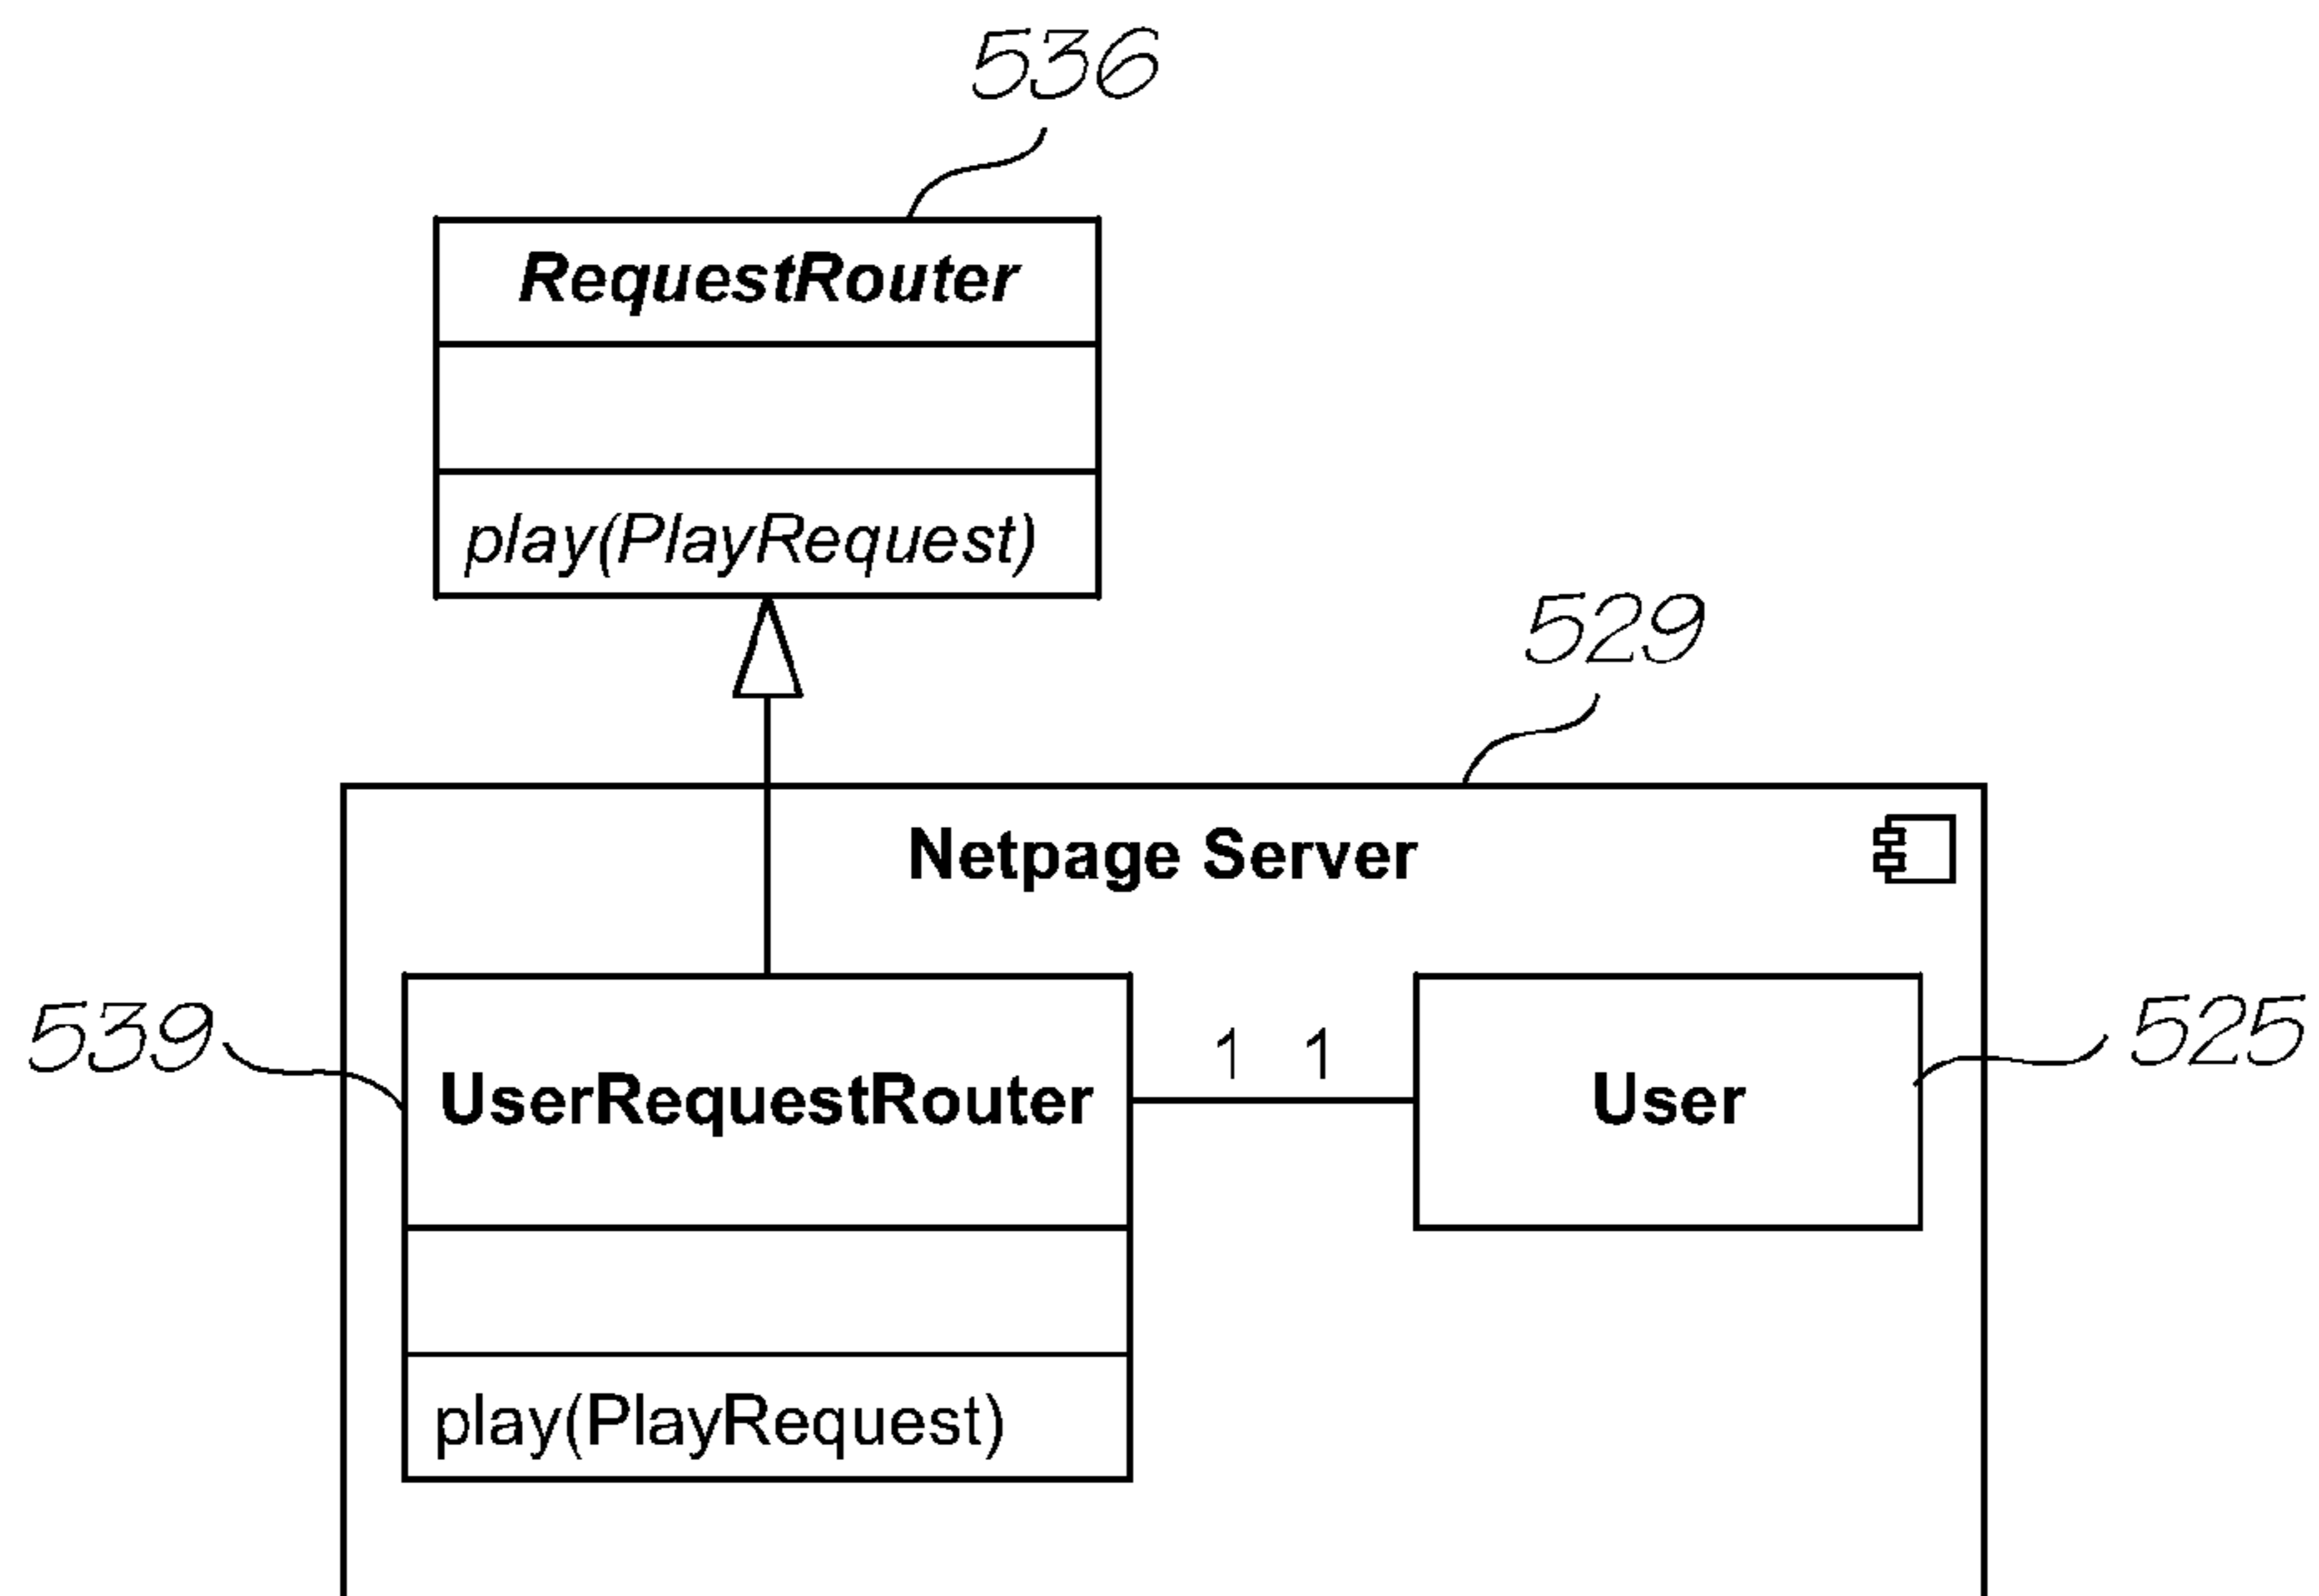 536
RequestRouter
play(PlayRequest)
529
Netpage Server
539
UserRequestRouter
1 1
User
525
play(PlayRequest)